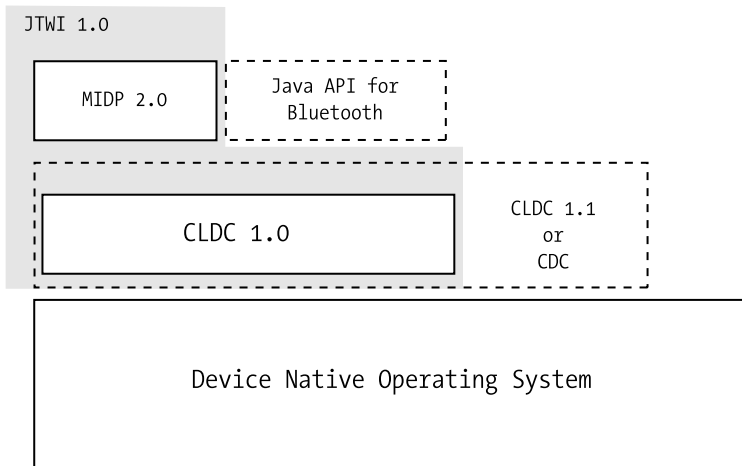 JTWI 1.0
MIDP 2.0
Java API for
Bluetooth
CLDC 1.0
CLDC 1.1
or
CDC
Device Native Operating System